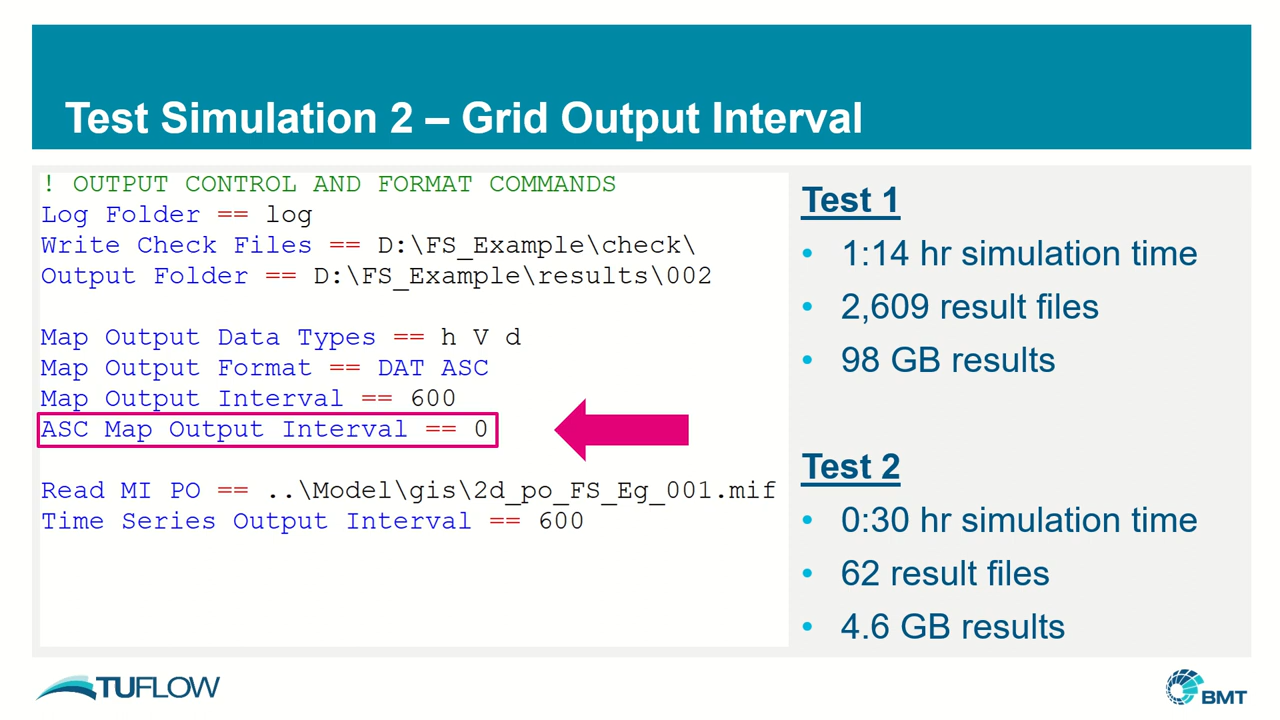 Test Simulation 2 – Grid Output Interval
! OUTPUT CONTROL AND FORMAT COMMANDS
Log Folder == log
Write Check Files == D:\FS_Example\check\
Output Folder == D:\FS_Example\results\002
Map Output Data Types == h V d
Map Output Format == DAT ASC
Map Output Interval == 600
ASC Map Output Interval == 0
Read MI PO == ..\Model\gis\2d_po_FS_Eg_001.mif
Time Series Output Interval == 600
Test 1
• 1:14 hr simulation time
• 2,609 result files
• 98 GB results
Test 2
• 0:30 hr simulation time
• 62 result files
• 4.6 GB results
TUFLOW
BMT